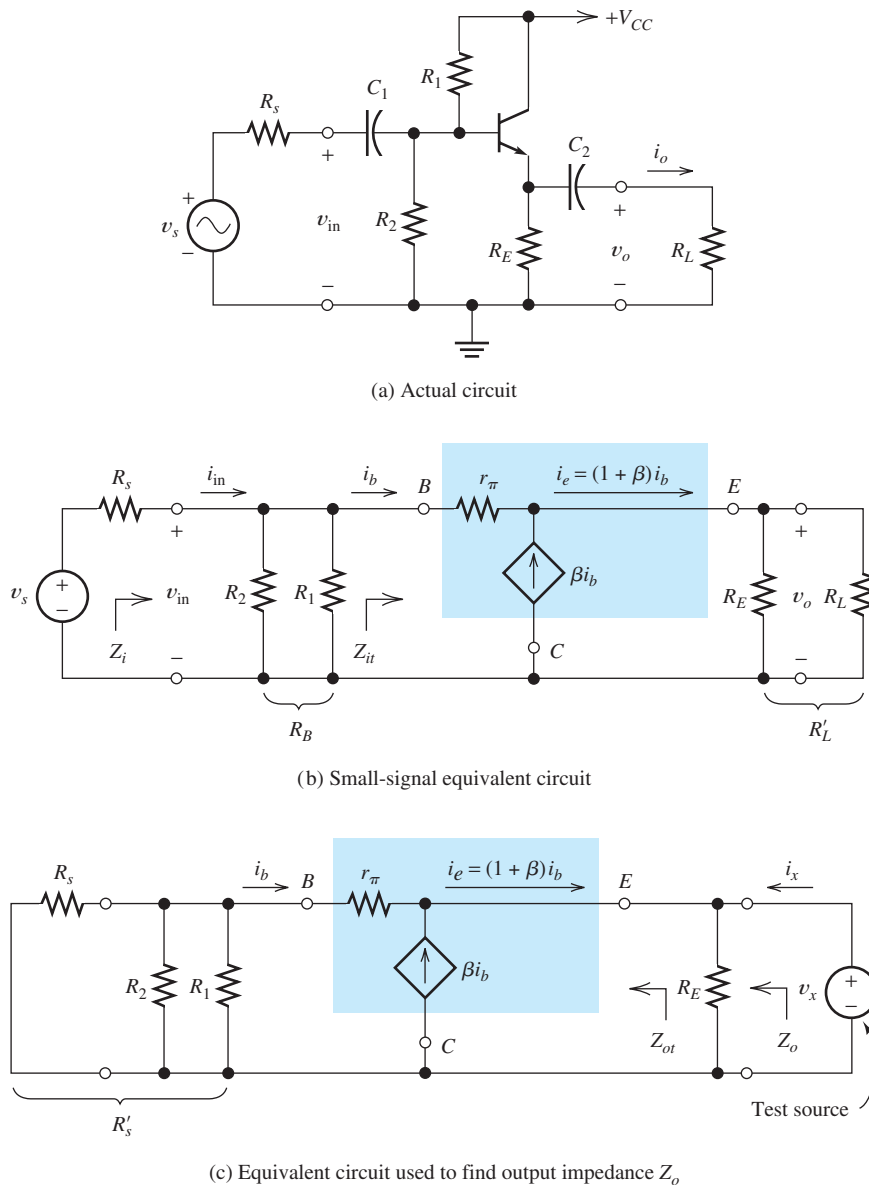 +V_CC
R_1
C_1
R_s
C_2
i_o
+
+
v_s
−
v_in
R_2
R_E
+
v_o
R_L
−
−
(a) Actual circuit
R_s
i_in
i_b
B
r_π
i_e = (1 + β)i_b
E
+
+
v_s
+
−
v_in
R_2
R_1
βi_b
R_E
v_o
R_L
Z_i
Z_it
−
C
−
R_B
R′_L
(b) Small-signal equivalent circuit
R_s
i_b
B
r_π
i_e = (1 + β)i_b
E
i_x
R_2
R_1
βi_b
R_E
v_x
+
−
C
Z_ot
Z_o
R′_s
Test source
(c) Equivalent circuit used to find output impedance Z_o